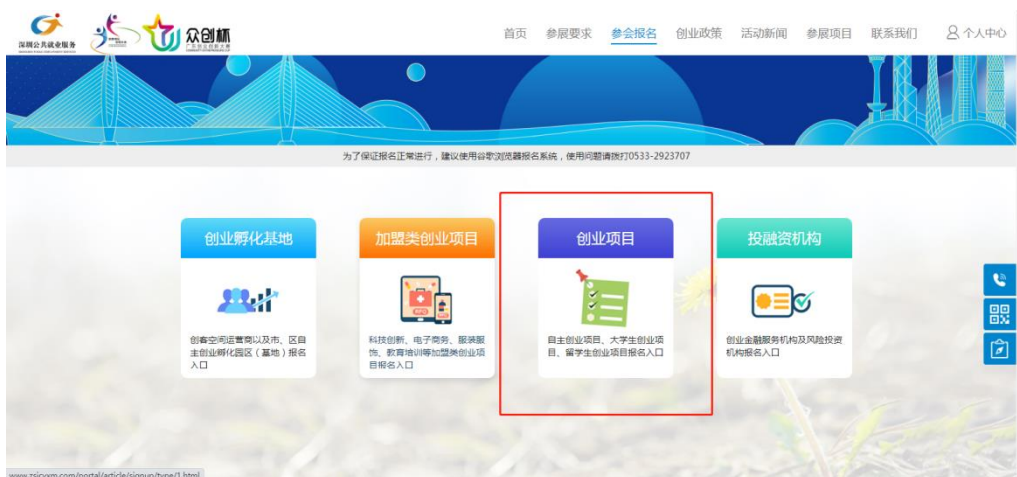 深圳公共就业服务
众创杯
首页 参展要求 参会报名 创业政策 活动新闻 参展项目 联系我们 个人中心
为了保证报名正常进行，建议使用谷歌浏览器报名系统，使用问题请拨打0533-2923707
创业孵化基地
创客空间运营商以及市、区自
主创业孵化园区（基地）报名
入口
加盟类创业项目
科技创新、电子商务、服装服
饰、教育培训等加盟类创业项
目报名入口
创业项目
自主创业项目、大学生创业项
目、留学生创业项目报名入口
投融资机构
创业金融服务机构及风险投资
机构报名入口